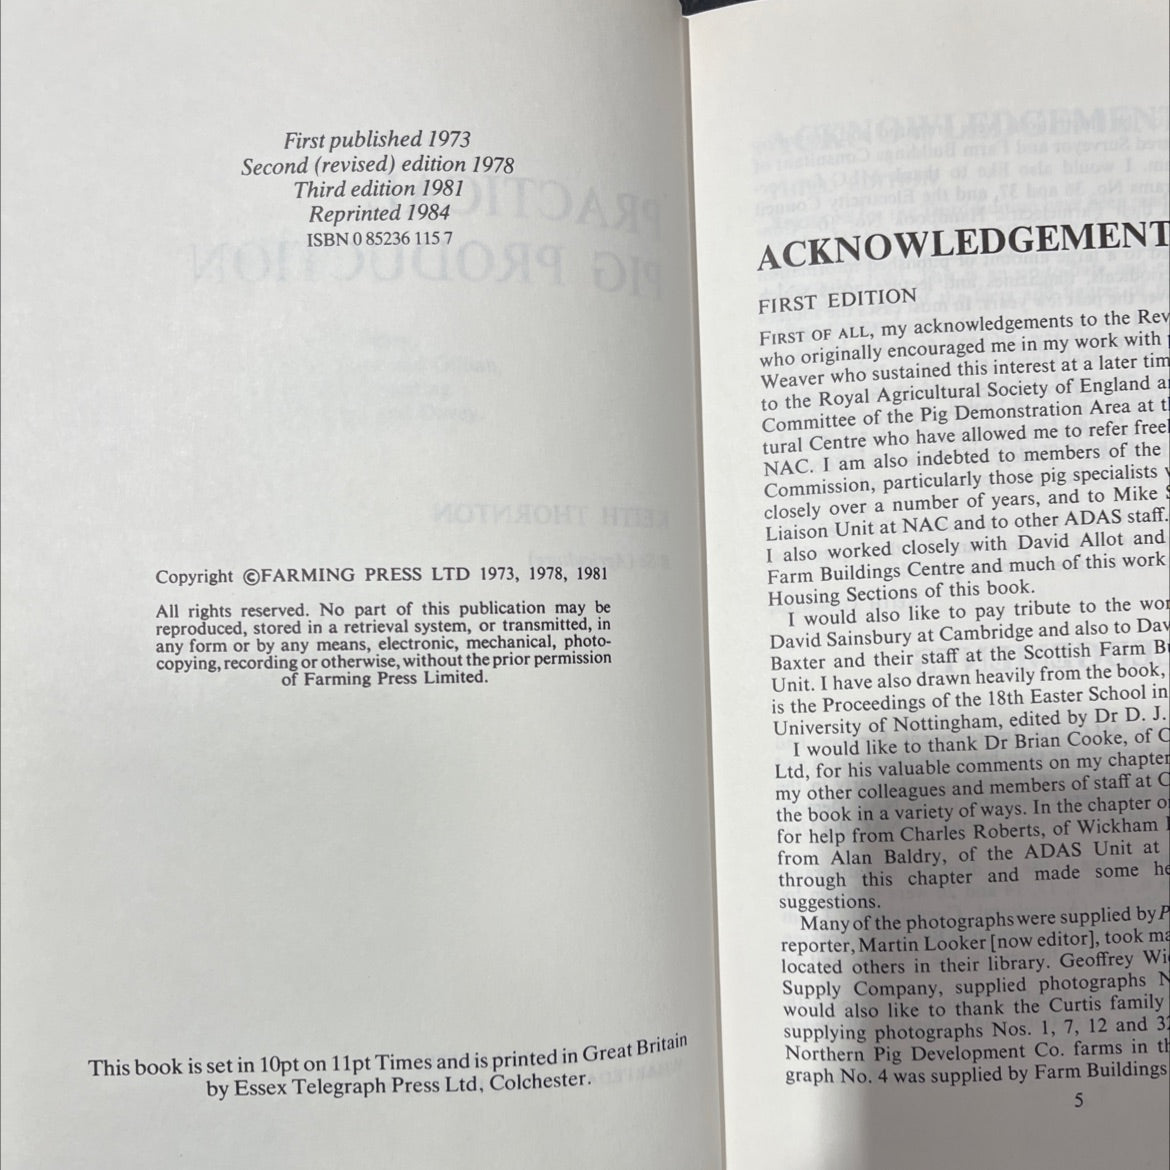 First published 1973
Second (revised) edition 1978
Third edition 1981
Reprinted 1984
ISBN 0 85236 115 7
PRACTICAL
PIG PRODUCTION
KEITH THORNTON
Copyright ©FARMING PRESS LTD 1973, 1978, 1981
All rights reserved. No part of this publication may be
reproduced, stored in a retrieval system, or transmitted, in
any form or by any means, electronic, mechanical, photo-
copying, recording or otherwise, without the prior permission
of Farming Press Limited.
This book is set in 10pt on 11pt Times and is printed in Great Britain
by Essex Telegraph Press Ltd, Colchester.
ACKNOWLEDGEMENT
FIRST EDITION
FIRST OF ALL, my acknowledgements to the Rev
who originally encouraged me in my work with
Weaver who sustained this interest at a later tim
to the Royal Agricultural Society of England a
Committee of the Pig Demonstration Area at th
tural Centre who have allowed me to refer freel
NAC. I am also indebted to members of the
Commission, particularly those pig specialists
closely over a number of years, and to Mike S
Liaison Unit at NAC and to other ADAS staff.
I also worked closely with David Allot and
Farm Buildings Centre and much of this work
Housing Sections of this book.
I would also like to pay tribute to the wor
David Sainsbury at Cambridge and also to Dav
Baxter and their staff at the Scottish Farm Bu
Unit. I have also drawn heavily from the book,
is the Proceedings of the 18th Easter School in
University of Nottingham, edited by Dr D. J.
I would like to thank Dr Brian Cooke, of C
Ltd, for his valuable comments on my chapter
my other colleagues and members of staff at C
the book in a variety of ways. In the chapter o
for help from Charles Roberts, of Wickham
from Alan Baldry, of the ADAS Unit at
through this chapter and made some he
suggestions.
Many of the photographs were supplied by P
reporter, Martin Looker [now editor], took ma
located others in their library. Geoffrey Wi
Supply Company, supplied photographs N
would also like to thank the Curtis family
supplying photographs Nos. 1, 7, 12 and 32
Northern Pig Development Co. farms in th
graph No. 4 was supplied by Farm Buildings
5